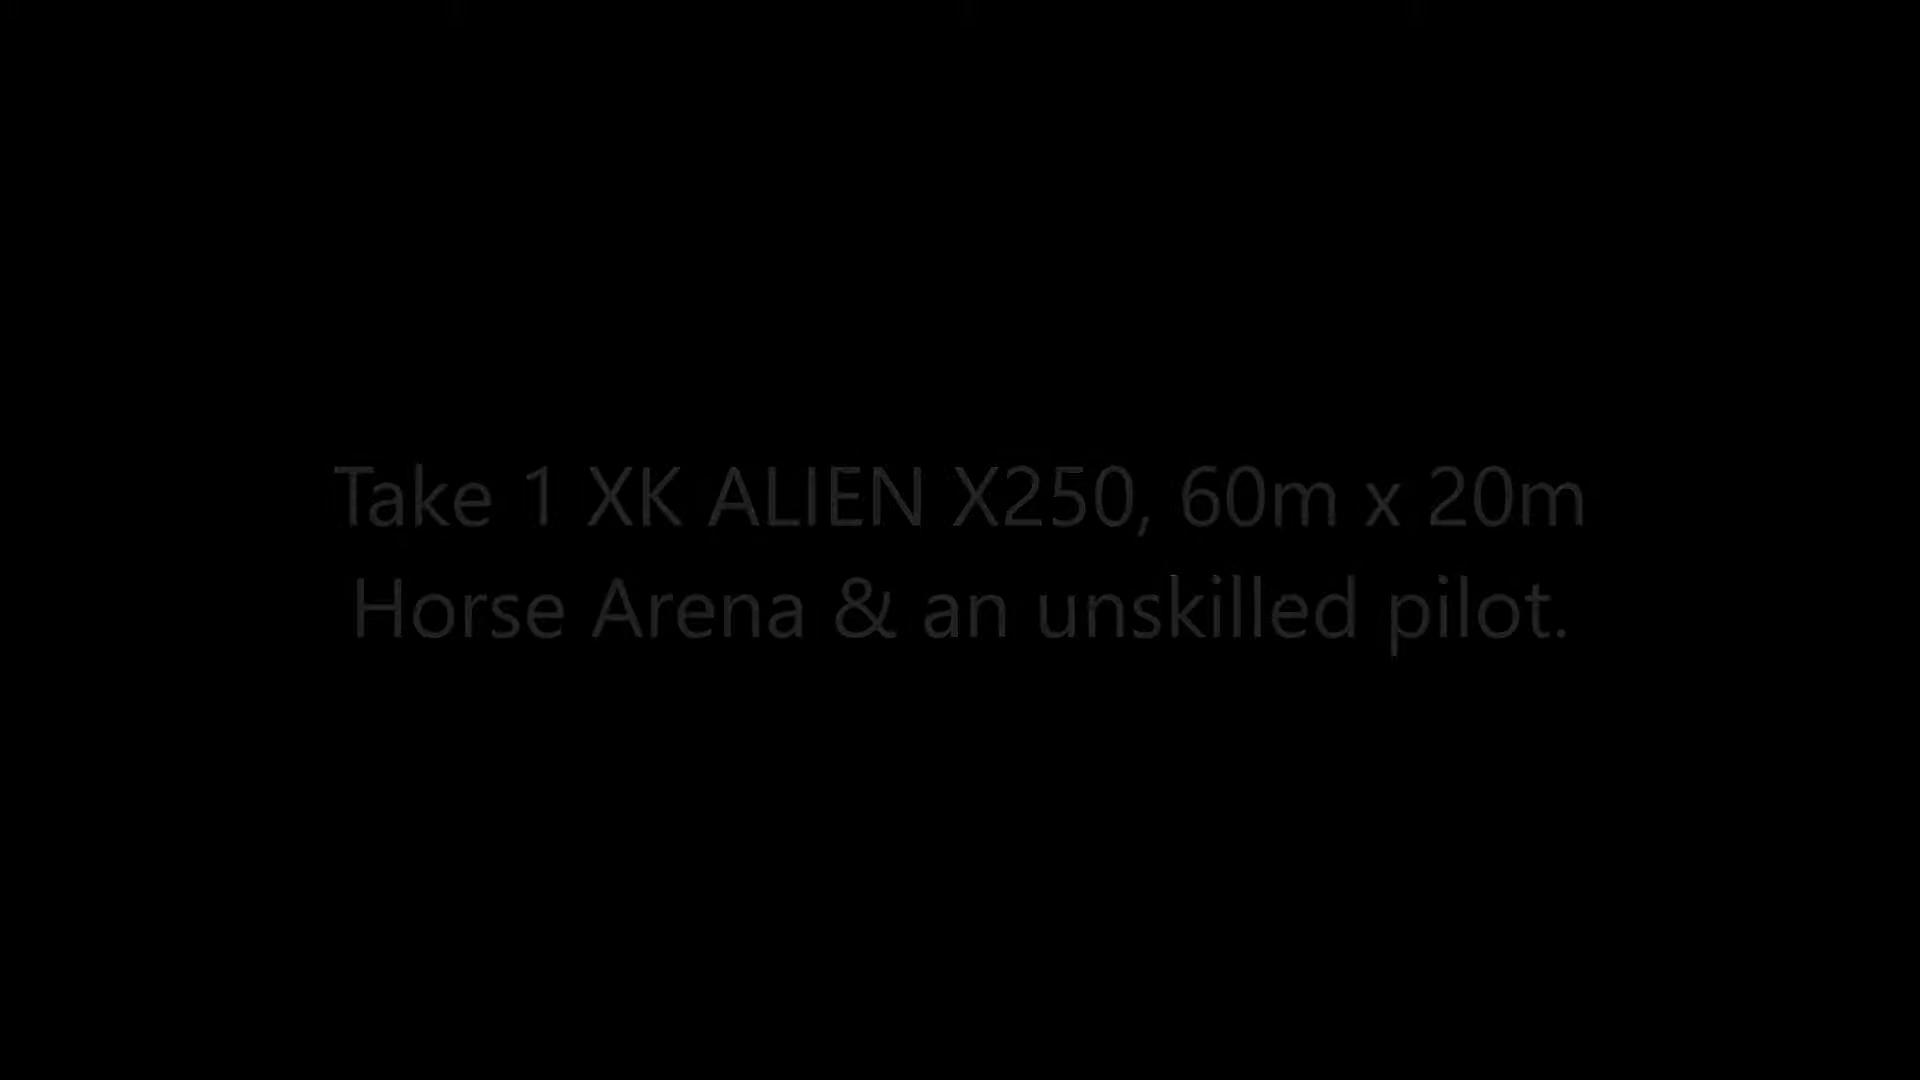 Take 1 XK ALIEN X250, 60m x 20m
Horse Arena & an unskilled pilot.